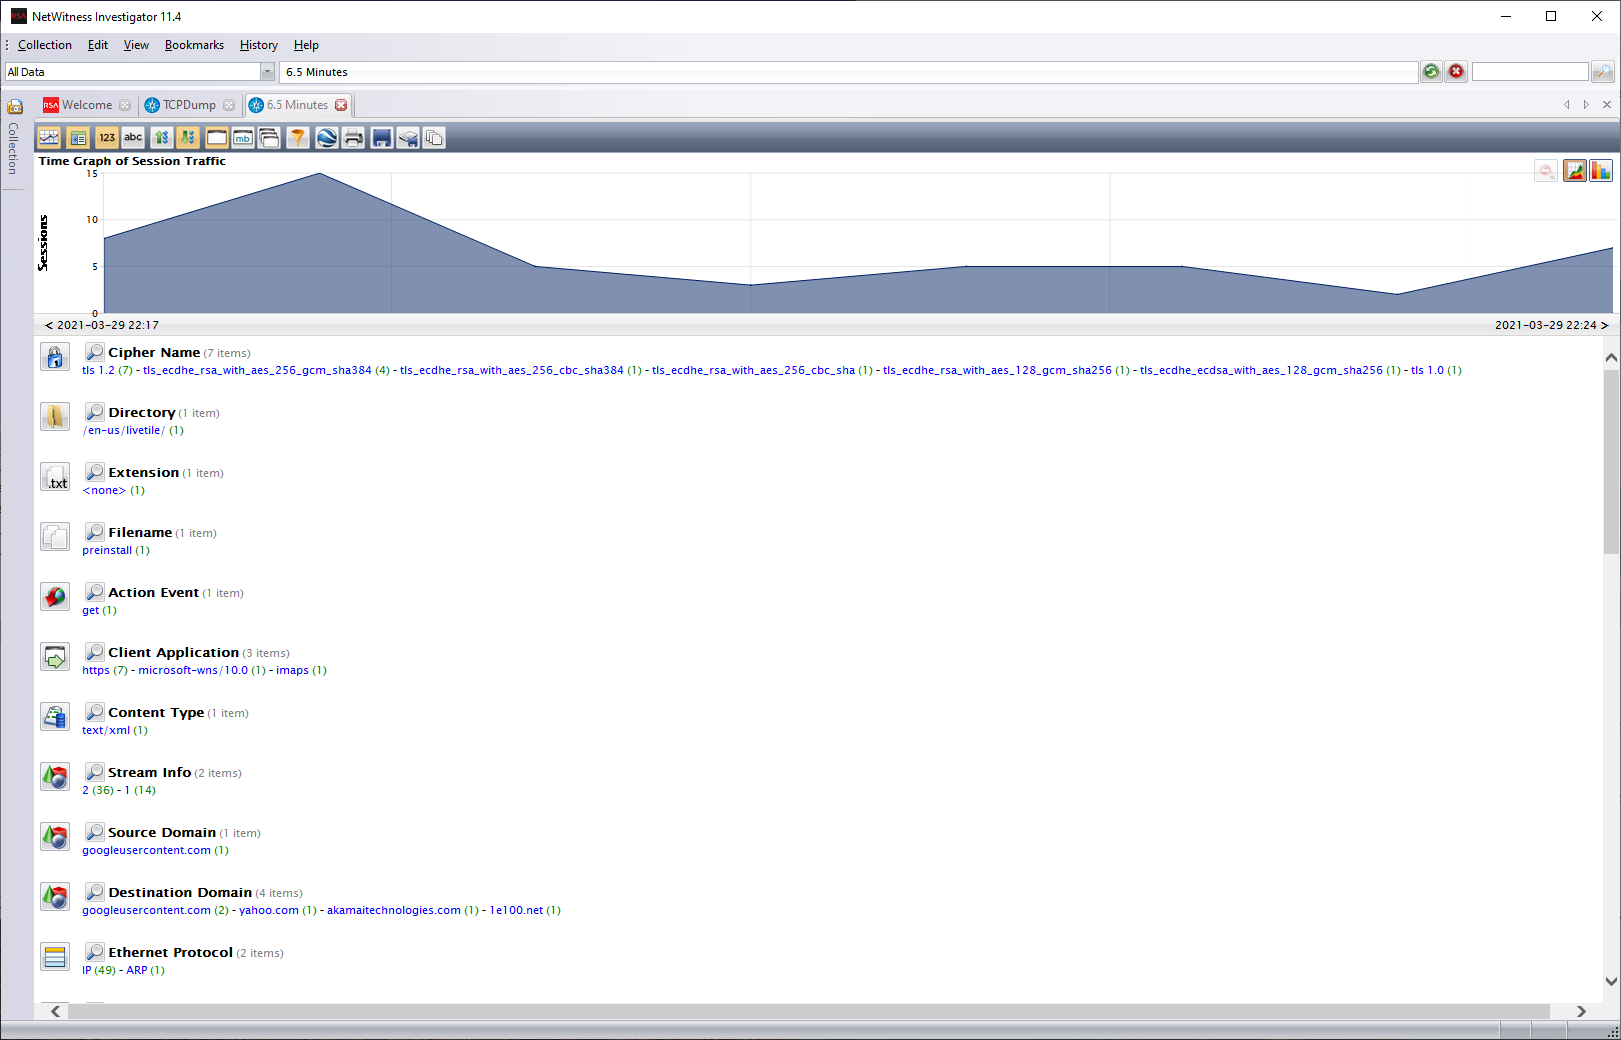 RSA NetWitness Investigator 11.4
Collection Edit View Bookmarks History Help
All Data 6.5 Minutes
RSA Welcome TCPDump 6.5 Minutes
Collection
123 abc mb
Time Graph of Session Traffic
15
10
5
0
Sessions
< 2021-03-29 22:17 2021-03-29 22:24 >
Cipher Name (7 items)
tls 1.2 (7) - tls_ecdhe_rsa_with_aes_256_gcm_sha384 (4) - tls_ecdhe_rsa_with_aes_256_cbc_sha384 (1) - tls_ecdhe_rsa_with_aes_256_cbc_sha (1) - tls_ecdhe_rsa_with_aes_128_gcm_sha256 (1) - tls_ecdhe_ecdsa_with_aes_128_gcm_sha256 (1) - tls 1.0 (1)
Directory (1 item)
/en-us/livetile/ (1)
.txt
Extension (1 item)
<none> (1)
Filename (1 item)
preinstall (1)
Action Event (1 item)
get (1)
Client Application (3 items)
https (7) - microsoft-wns/10.0 (1) - imaps (1)
Content Type (1 item)
text/xml (1)
Stream Info (2 items)
2 (36) - 1 (14)
Source Domain (1 item)
googleusercontent.com (1)
Destination Domain (4 items)
googleusercontent.com (2) - yahoo.com (1) - akamaitechnologies.com (1) - 1e100.net (1)
Ethernet Protocol (2 items)
IP (49) - ARP (1)